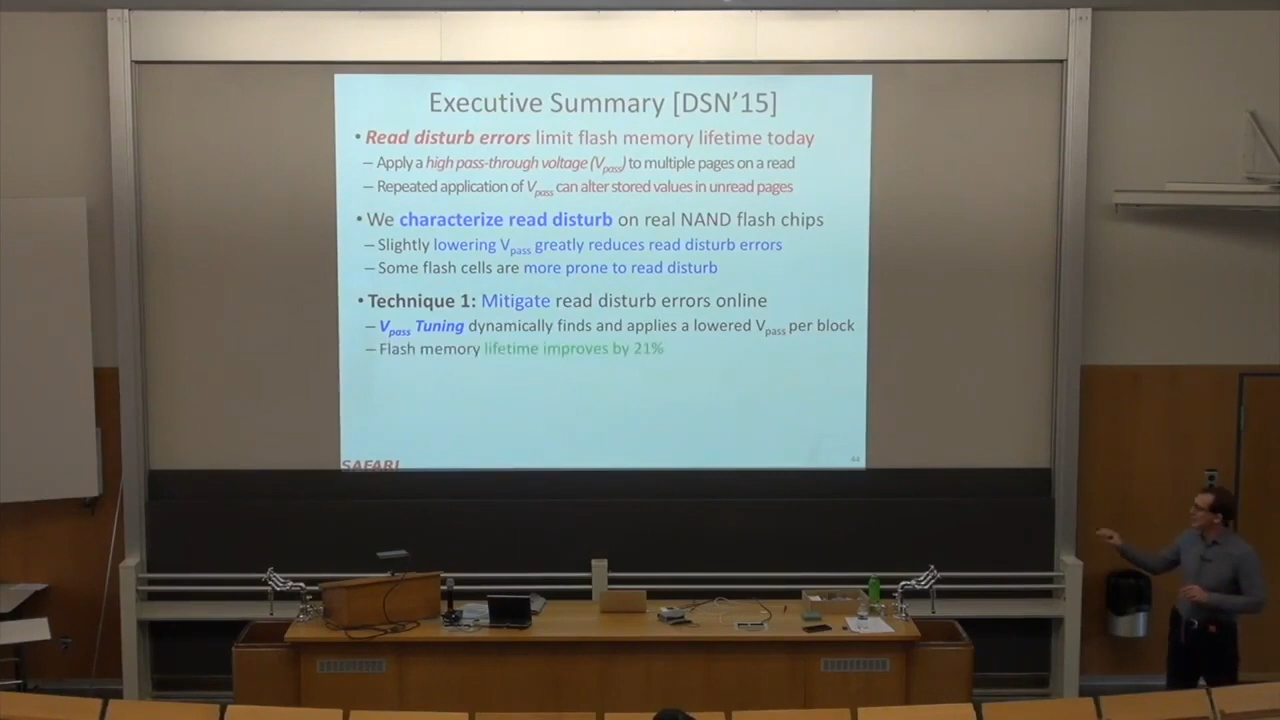 Executive Summary [DSN'15]
• Read disturb errors limit flash memory lifetime today
– Apply a high pass-through voltage (Vpass) to multiple pages on a read
– Repeated application of Vpass can alter stored values in unread pages
• We characterize read disturb on real NAND flash chips
– Slightly lowering Vpass greatly reduces read disturb errors
– Some flash cells are more prone to read disturb
• Technique 1: Mitigate read disturb errors online
– Vpass Tuning dynamically finds and applies a lowered Vpass per block
– Flash memory lifetime improves by 21%
SAFARI
44